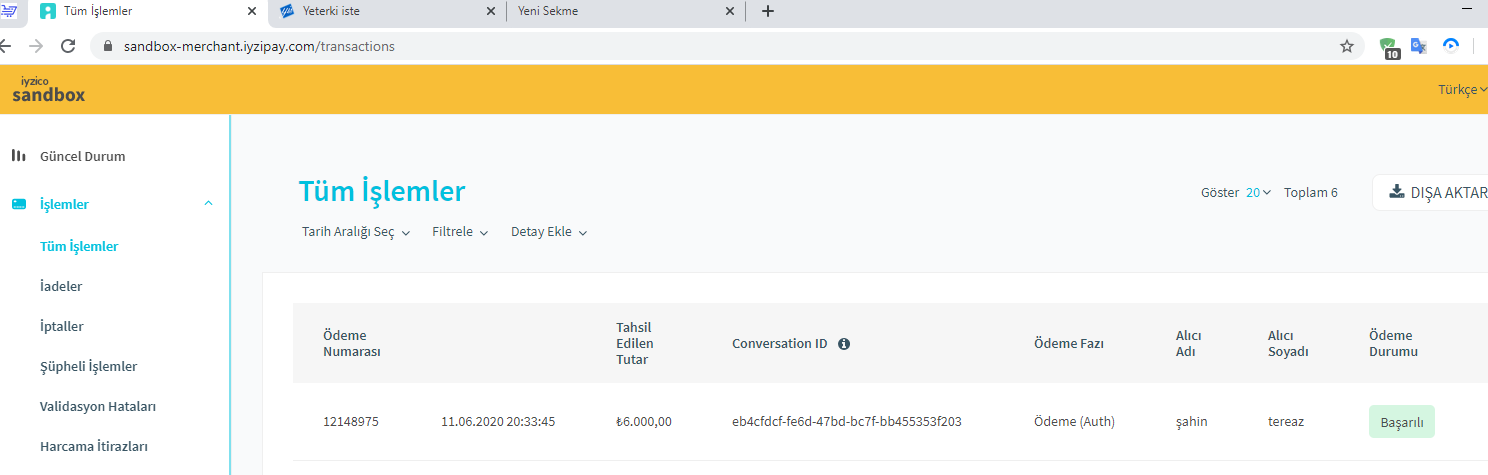 Tüm İşlemler
Yeterki iste
Yeni Sekme
sandbox-merchant.iyzipay.com/transactions
10
iyzico
sandbox
Türkçe
Güncel Durum
İşlemler
Tüm İşlemler
İadeler
İptaller
Şüpheli İşlemler
Validasyon Hataları
Harcama İtirazları
Tüm İşlemler
Göster 20 Toplam 6
DIŞA AKTAR
Tarih Aralığı Seç Filtrele Detay Ekle
Ödeme
Numarası
Tahsil
Edilen
Tutar
Conversation ID
Ödeme Fazı
Alıcı
Adı
Alıcı
Soyadı
Ödeme
Durumu
12148975 11.06.2020 20:33:45 ₺6.000,00 eb4cfdcf-fe6d-47bd-bc7f-bb455353f203 Ödeme (Auth) şahin tereaz Başarılı